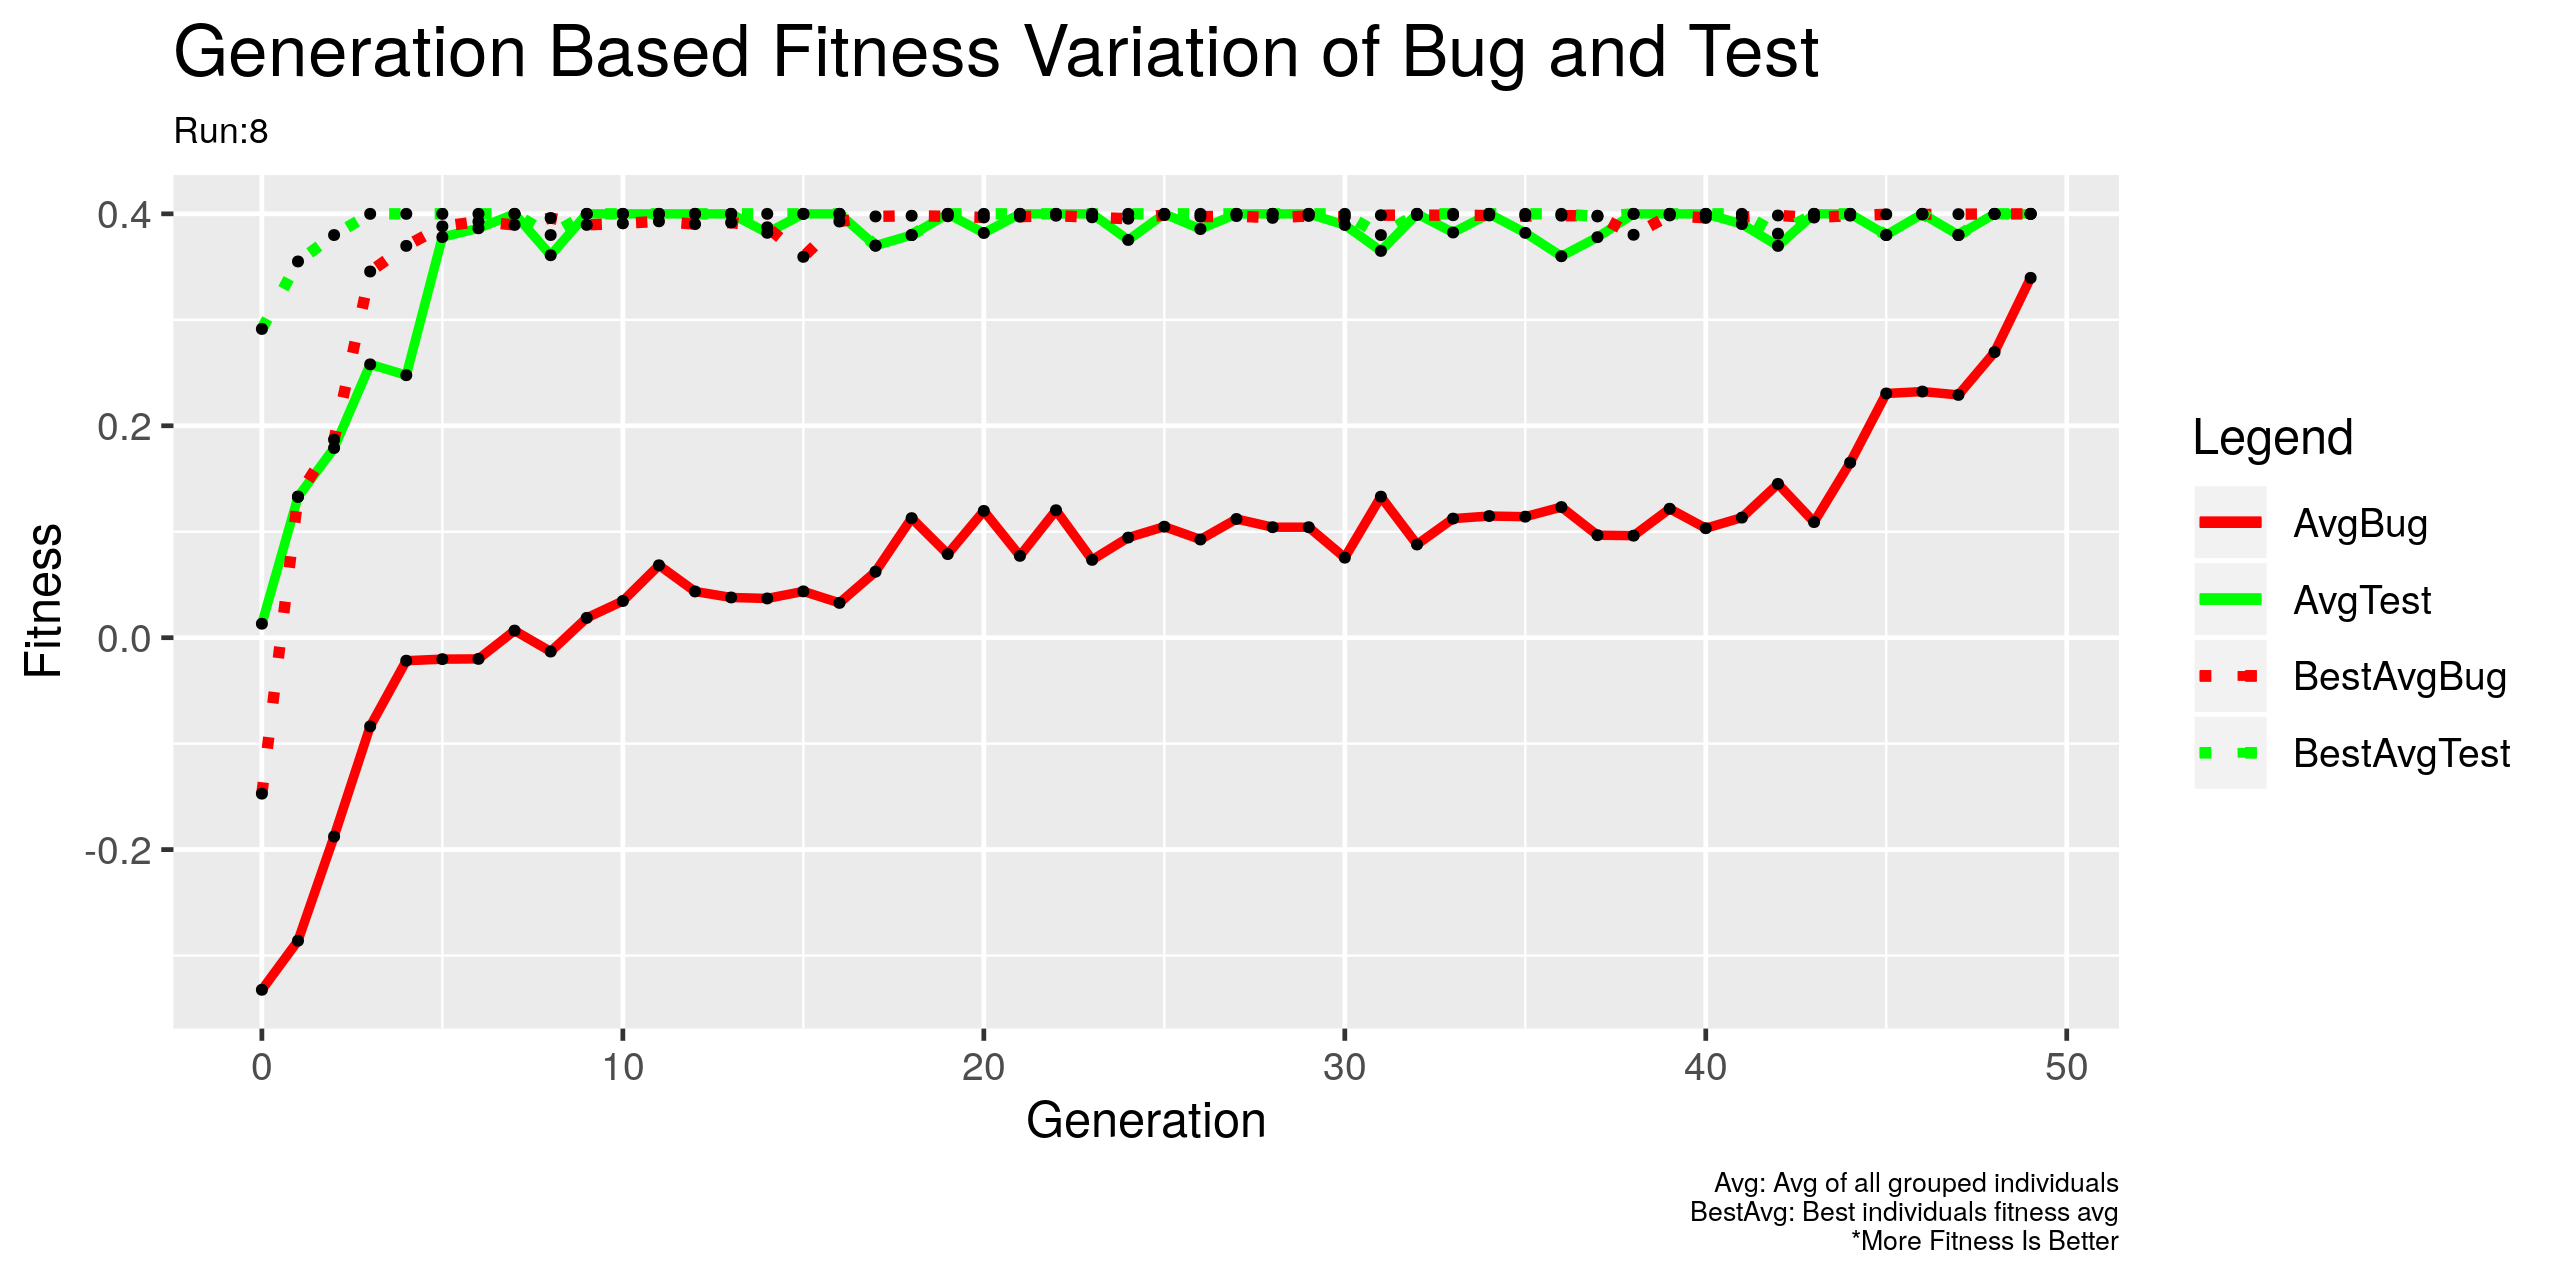 Generation Based Fitness Variation of Bug and Test
Run:8
0.4
0.2
0.0
-0.2
Fitness
0 10 20 30 40 50
Generation
Legend
AvgBug
AvgTest
BestAvgBug
BestAvgTest
Avg: Avg of all grouped individuals
BestAvg: Best individuals fitness avg
*More Fitness Is Better